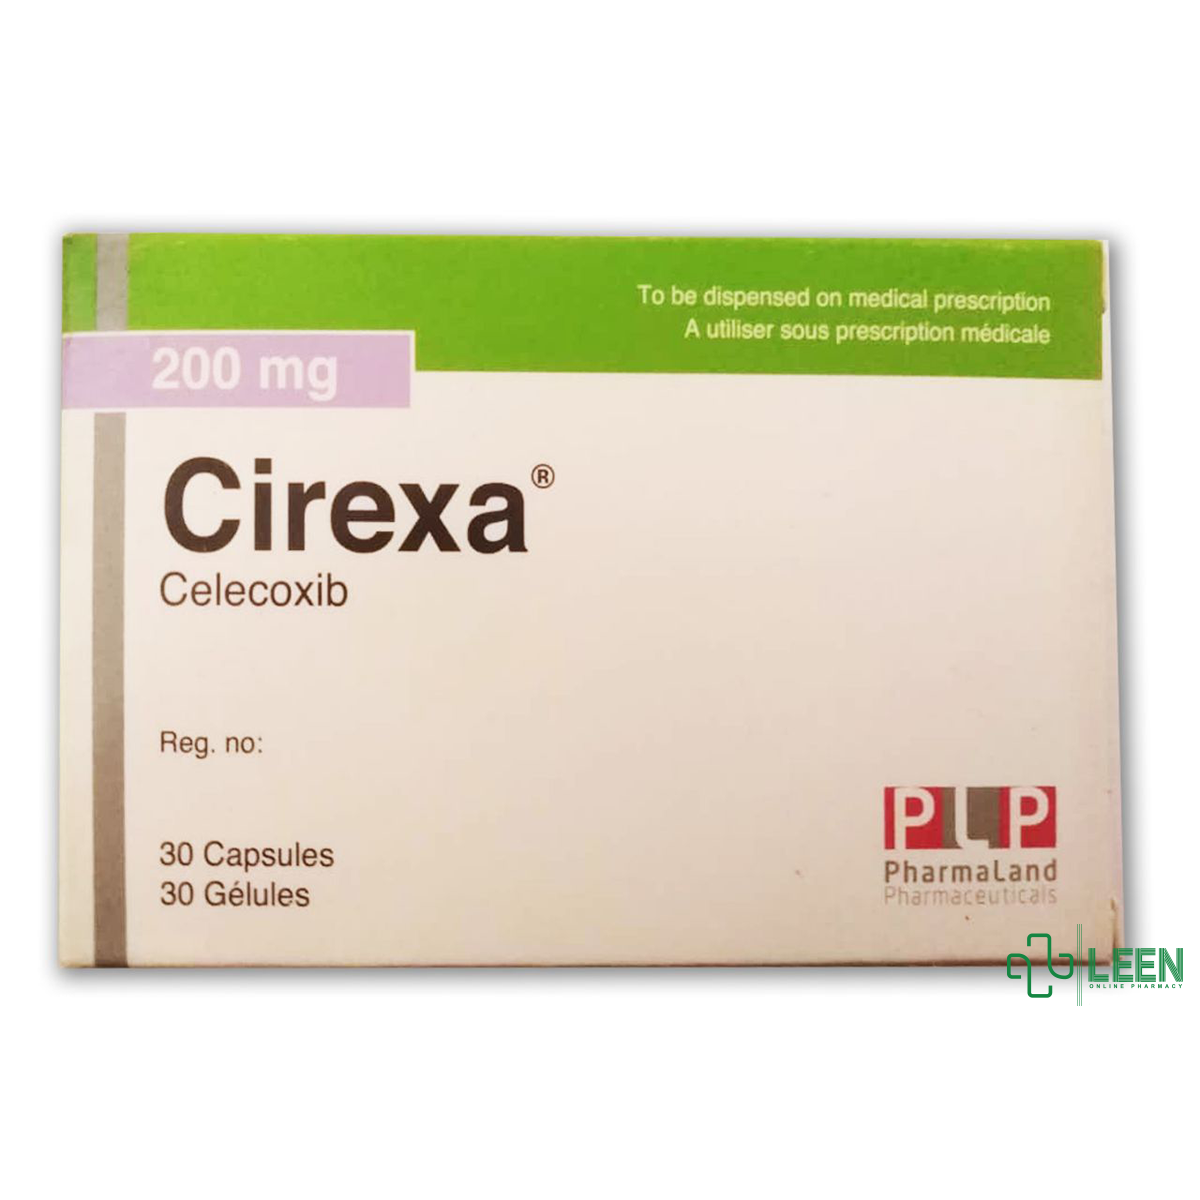 To be dispensed on medical prescription
A utiliser sous prescription médicale
200 mg
Cirexa®
Celecoxib
Reg. no:
30 Capsules
30 Gélules
PLP
PharmaLand
Pharmaceuticals
LEEN
ONLINE PHARMACY